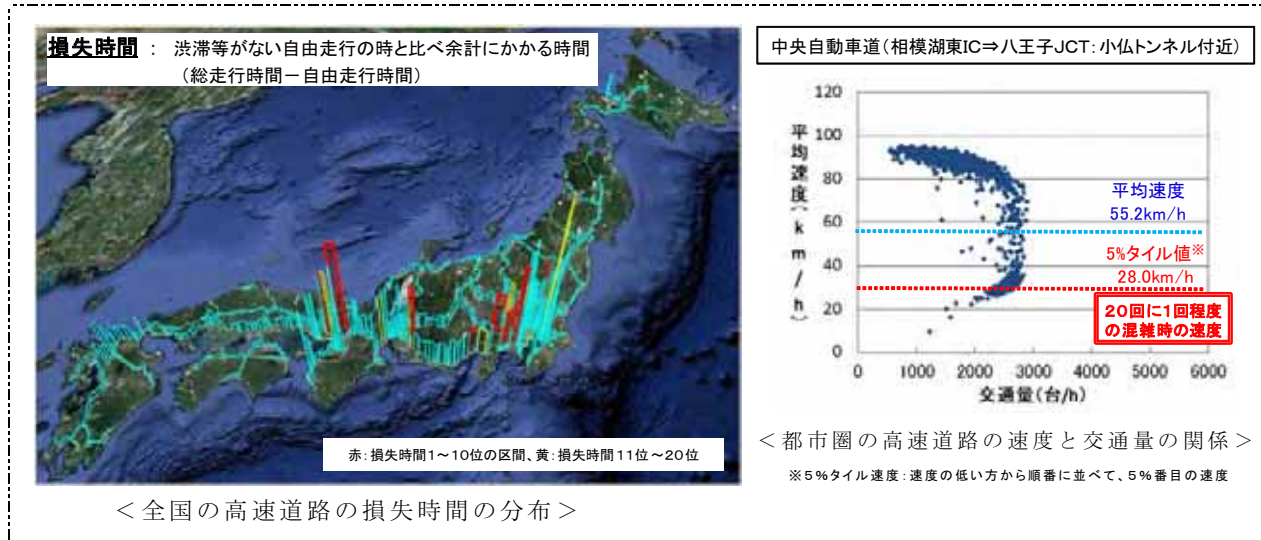 損失時間 : 渋滞等がない自由走行の時と比べ余計にかかる時間
(総走行時間－自由走行時間)
赤:損失時間1～10位の区間、黄:損失時間11位～20位
＜全国の高速道路の損失時間の分布＞
中央自動車道(相模湖東IC⇒八王子JCT:小仏トンネル付近)
平均速度(km/h)
120
100
80
60
40
20
0
平均速度
55.2km/h
5%タイル値※
28.0km/h
20回に1回程度
の混雑時の速度
0 1000 2000 3000 4000 5000 6000
交通量(台/h)
＜都市圏の高速道路の速度と交通量の関係＞
※5%タイル速度:速度の低い方から順番に並べて、5%番目の速度